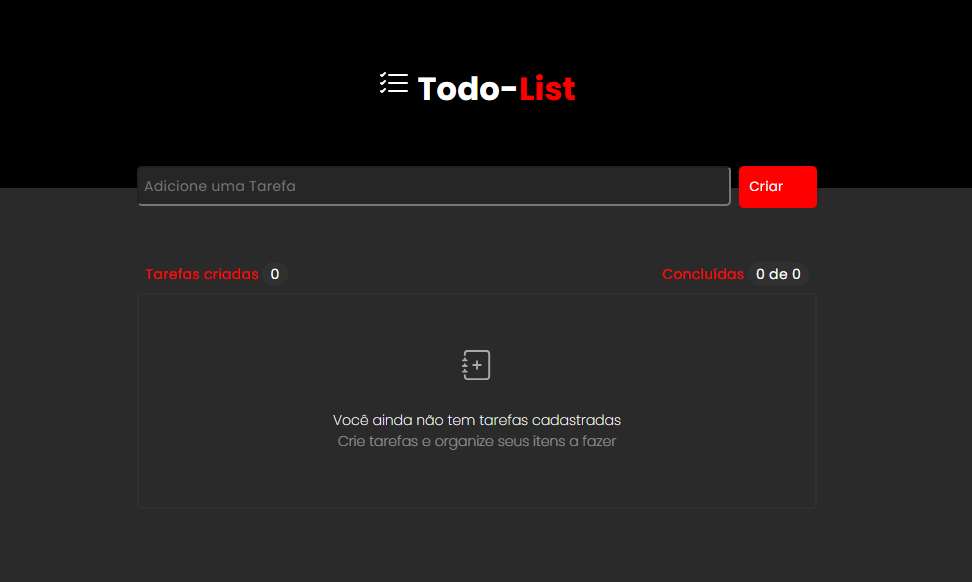 Todo-List
Adicione uma Tarefa
Criar
Tarefas criadas 0
Concluídas 0 de 0
Você ainda não tem tarefas cadastradas
Crie tarefas e organize seus itens a fazer